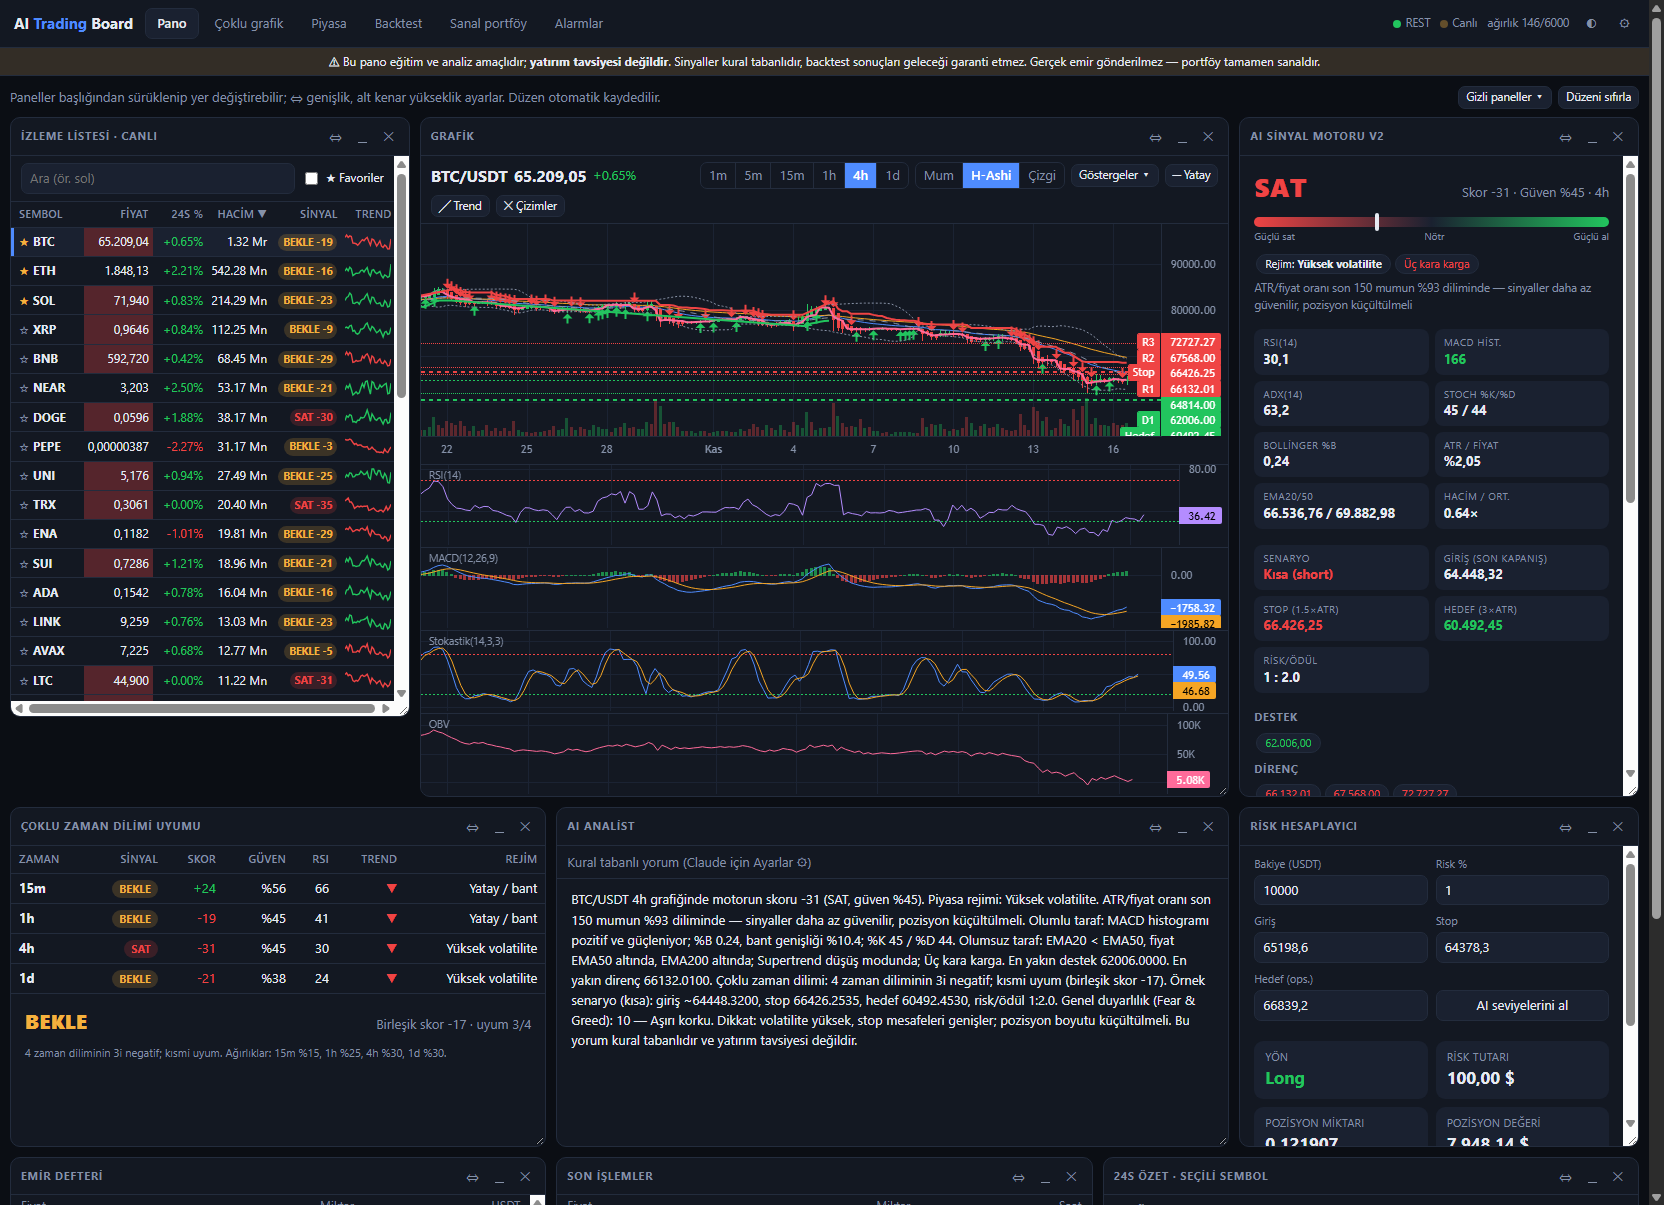 AI Trading Board Pano Çoklu grafik Piyasa Backtest Sanal portföy Alarmlar REST Canlı ağırlık 146/6000
⚠ Bu pano eğitim ve analiz amaçlıdır; yatırım tavsiyesi değildir. Sinyaller kural tabanlıdır, backtest sonuçları geleceği garanti etmez. Gerçek emir gönderilmez — portföy tamamen sanaldır.
Paneller başlığından sürüklenip yer değiştirebilir; ⇔ genişlik, alt kenar yükseklik ayarlar. Düzen otomatik kaydedilir.
Gizli paneller ▾ Düzeni sıfırla
İZLEME LİSTESİ · CANLI
Ara (ör. sol) ★ Favoriler
SEMBOL FİYAT 24S % HACİM ▼ SİNYAL TREND
★ BTC 65.209,04 +0.65% 1.32 Mr BEKLE -19
★ ETH 1.848,13 +2.21% 542.28 Mn BEKLE -16
★ SOL 71,940 +0.83% 214.29 Mn BEKLE -23
☆ XRP 0,9646 +0.84% 112.25 Mn BEKLE -9
☆ BNB 592,720 +0.42% 68.45 Mn BEKLE -29
☆ NEAR 3,203 +2.50% 53.17 Mn BEKLE -21
☆ DOGE 0,0596 +1.88% 38.17 Mn SAT -30
☆ PEPE 0,00000387 -2.27% 31.17 Mn BEKLE -3
☆ UNI 5,176 +0.94% 27.49 Mn BEKLE -25
☆ TRX 0,3061 +0.00% 20.40 Mn SAT -35
☆ ENA 0,1182 -1.01% 19.81 Mn BEKLE -29
☆ SUI 0,7286 +1.21% 18.96 Mn BEKLE -21
☆ ADA 0,1542 +0.78% 16.04 Mn BEKLE -16
☆ LINK 9,259 +0.76% 13.03 Mn BEKLE -23
☆ AVAX 7,225 +0.68% 12.77 Mn BEKLE -5
☆ LTC 44,900 +0.00% 11.22 Mn SAT -31
GRAFİK
BTC/USDT 65.209,05 +0.65% 1m 5m 15m 1h 4h 1d Mum H-Ashi Çizgi Göstergeler ▾ — Yatay
Trend ✕ Çizimler
90000.00
80000.00
R3 72727.27
R2 67568.00
Stop 66426.25
R1 66132.01
64814.00
D1 62006.00
Hedef 60492.45
22 25 28 Kas 4 7 10 13 16
RSI(14) 80.00
36.42
MACD(12,26,9)
0.00
−1758.32
−1985.82
Stokastik(14,3,3) 100.00
49.56
46.68
0.00
OBV 100K
50K
5.08K
AI SİNYAL MOTORU V2
SAT Skor -31 · Güven %45 · 4h
Güçlü sat Nötr Güçlü al
Rejim: Yüksek volatilite Üç kara karga
ATR/fiyat oranı son 150 mumun %93 diliminde — sinyaller daha az
güvenilir, pozisyon küçültülmeli
RSI(14) MACD HİST.
30,1 166
ADX(14) STOCH %K/%D
63,2 45 / 44
BOLLİNGER %B ATR / FİYAT
0,24 %2,05
EMA20/50 HACİM / ORT.
66.536,76 / 69.882,98 0.64×
SENARYO GİRİŞ (SON KAPANIŞ)
Kısa (short) 64.448,32
STOP (1.5×ATR) HEDEF (3×ATR)
66.426,25 60.492,45
RİSK/ÖDÜL
1 : 2.0
DESTEK
62.006,00
DİRENÇ
66.132,01 67.568,00 72.727,27
ÇOKLU ZAMAN DİLİMİ UYUMU
ZAMAN SİNYAL SKOR GÜVEN RSI TREND REJİM
15m BEKLE +24 %56 66 ▼ Yatay / bant
1h BEKLE -19 %45 41 ▼ Yatay / bant
4h SAT -31 %45 30 ▼ Yüksek volatilite
1d BEKLE -21 %38 24 ▼ Yüksek volatilite
BEKLE Birleşik skor -17 · uyum 3/4
4 zaman diliminin 3i negatif; kısmi uyum. Ağırlıklar: 15m %15, 1h %25, 4h %30, 1d %30.
AI ANALİST
Kural tabanlı yorum (Claude için Ayarlar ⚙)
BTC/USDT 4h grafiğinde motorun skoru -31 (SAT, güven %45). Piyasa rejimi: Yüksek volatilite. ATR/fiyat oranı son
150 mumun %93 diliminde — sinyaller daha az güvenilir, pozisyon küçültülmeli. Olumlu taraf: MACD histogramı
pozitif ve güçleniyor; %B 0.24, bant genişliği %10.4; %K 45 / %D 44. Olumsuz taraf: EMA20 < EMA50, fiyat
EMA50 altında, EMA200 altında; Supertrend düşüş modunda; Üç kara karga. En yakın destek 62006.0000. En
yakın direnç 66132.0100. Çoklu zaman dilimi: 4 zaman diliminin 3i negatif; kısmi uyum (birleşik skor -17). Örnek
senaryo (kısa): giriş ~64448.3200, stop 66426.2535, hedef 60492.4530, risk/ödül 1:2.0. Genel duyarlılık (Fear &
Greed): 10 — Aşırı korku. Dikkat: volatilite yüksek, stop mesafeleri genişler; pozisyon boyutu küçültülmeli. Bu
yorum kural tabanlıdır ve yatırım tavsiyesi değildir.
RİSK HESAPLAYICI
Bakiye (USDT) Risk %
10000 1
Giriş Stop
65198,6 64378,3
Hedef (ops.)
66839,2 AI seviyelerini al
YÖN RİSK TUTARI
Long 100,00 $
POZİSYON MİKTARI POZİSYON DEĞERİ
0,121907 7.948,14 $
EMİR DEFTERİ
Fiyat Miktar USDT
SON İŞLEMLER
Fiyat Miktar Saat
24S ÖZET · SEÇİLİ SEMBOL